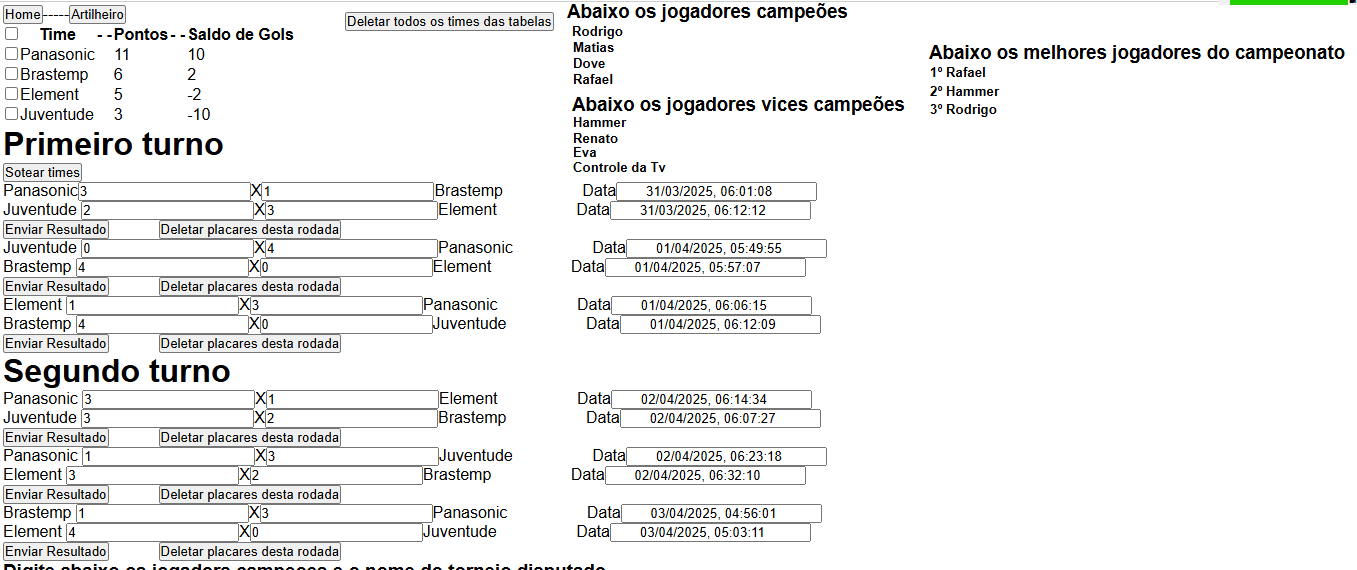 Home-----Artilheiro
Deletar todos os times das tabelas
Time - -Pontos- -Saldo de Gols
Panasonic 11 10
Brastemp 6 2
Element 5 -2
Juventude 3 -10
Abaixo os jogadores campeões
Rodrigo
Matias
Dove
Rafael
Abaixo os jogadores vices campeões
Hammer
Renato
Eva
Controle da Tv
Abaixo os melhores jogadores do campeonato
1º Rafael
2º Hammer
3º Rodrigo
Primeiro turno
Sotear times
Panasonic 3 X 1 Brastemp Data 31/03/2025, 06:01:08
Juventude 2 X 3 Element Data 31/03/2025, 06:12:12
Enviar Resultado Deletar placares desta rodada
Juventude 0 X 4 Panasonic Data 01/04/2025, 05:49:55
Brastemp 4 X 0 Element Data 01/04/2025, 05:57:07
Enviar Resultado Deletar placares desta rodada
Element 1 X 3 Panasonic Data 01/04/2025, 06:06:15
Brastemp 4 X 0 Juventude Data 01/04/2025, 06:12:09
Enviar Resultado Deletar placares desta rodada
Segundo turno
Panasonic 3 X 1 Element Data 02/04/2025, 06:14:34
Juventude 3 X 2 Brastemp Data 02/04/2025, 06:07:27
Enviar Resultado Deletar placares desta rodada
Panasonic 1 X 3 Juventude Data 02/04/2025, 06:23:18
Element 3 X 2 Brastemp Data 02/04/2025, 06:32:10
Enviar Resultado Deletar placares desta rodada
Brastemp 1 X 3 Panasonic Data 03/04/2025, 04:56:01
Element 4 X 0 Juventude Data 03/04/2025, 05:03:11
Enviar Resultado Deletar placares desta rodada
Digite abaixo os jogadora campeoes e o nome do torneio disputado